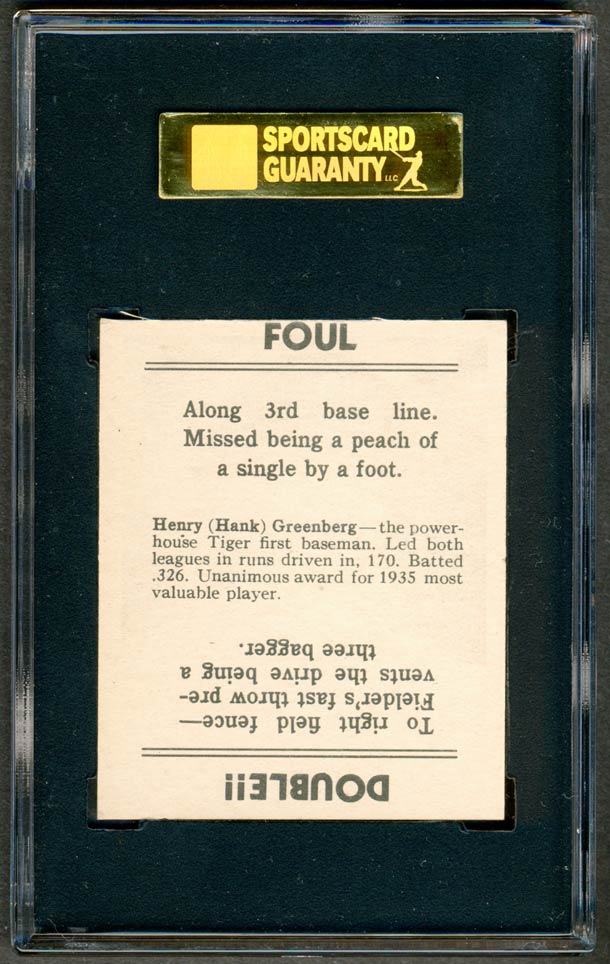 SPORTSCARD
GUARANTY LLC
FOUL
Along 3rd base line.
Missed being a peach of
a single by a foot.
Henry (Hank) Greenberg—the power-
house Tiger first baseman. Led both
leagues in runs driven in, 170. Batted
.326. Unanimous award for 1935 most
valuable player.
DOUBLE!!
To right field fence—
Fielder's fast throw pre-
vents the drive being a
three bagger.